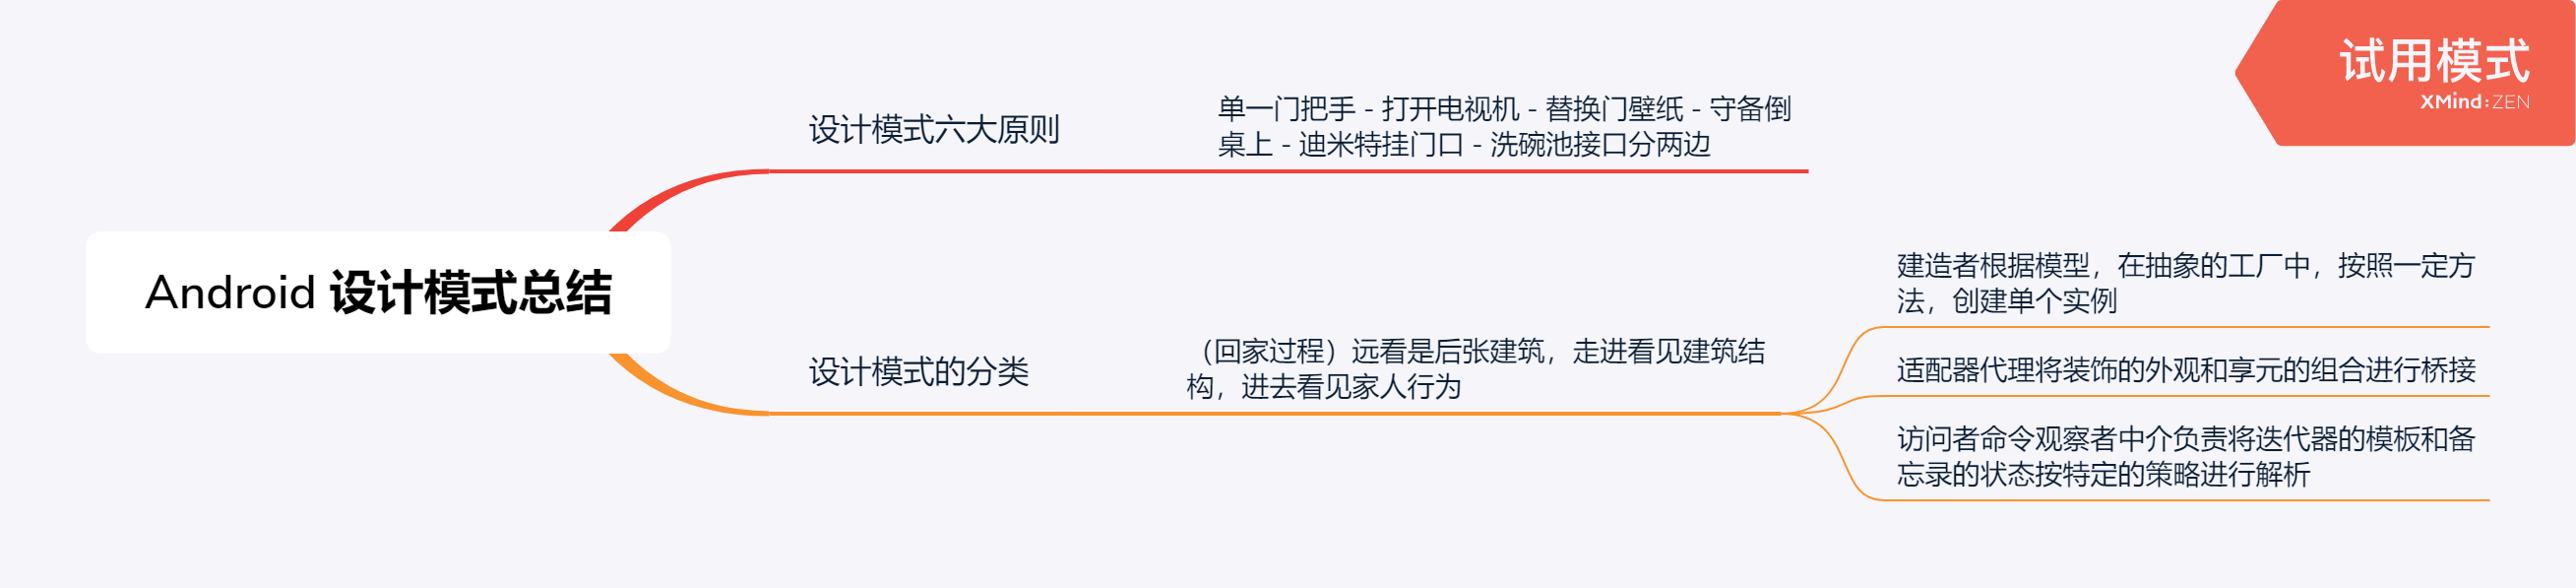 试用模式
XMind:ZEN
设计模式六大原则
单一门把手 - 打开电视机 - 替换门壁纸 - 守备倒
桌上 - 迪米特挂门口 - 洗碗池接口分两边
Android 设计模式总结
设计模式的分类
（回家过程）远看是后张建筑，走进看见建筑结
构，进去看见家人行为
建造者根据模型，在抽象的工厂中，按照一定方
法，创建单个实例
适配器代理将装饰的外观和享元的组合进行桥接
访问者命令观察者中介负责将迭代器的模板和备
忘录的状态按特定的策略进行解析